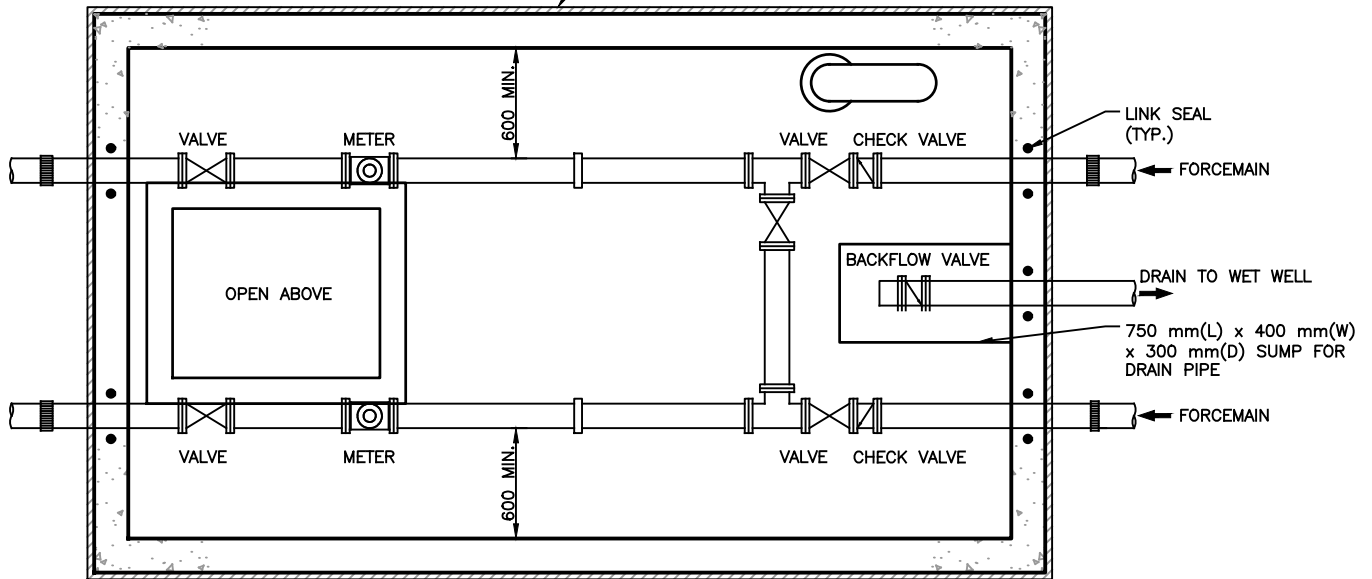 600 MIN.
VALVE
METER
VALVE
CHECK VALVE
LINK SEAL
(TYP.)
FORCEMAIN
BACKFLOW VALVE
DRAIN TO WET WELL
OPEN ABOVE
750 mm(L) x 400 mm(W)
x 300 mm(D) SUMP FOR
DRAIN PIPE
FORCEMAIN
VALVE
METER
600 MIN.
VALVE
CHECK VALVE